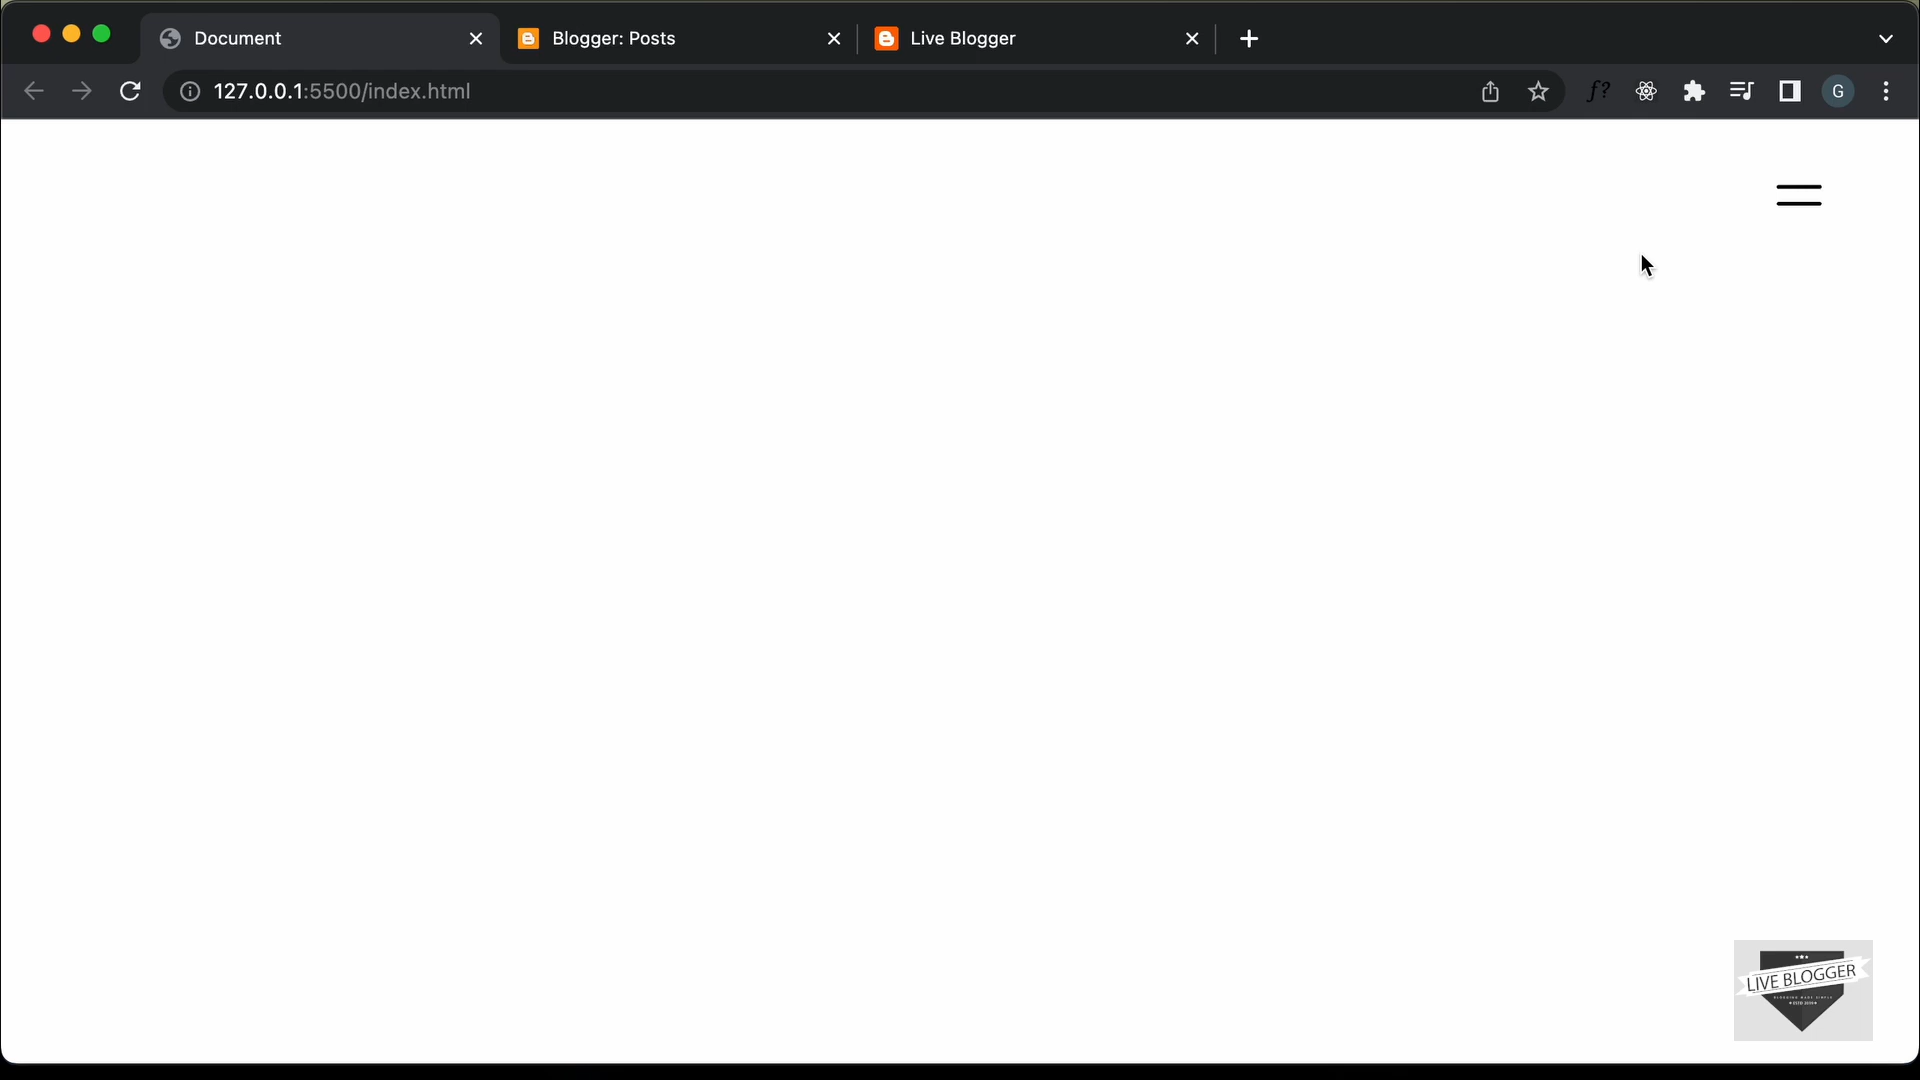 Document
Blogger: Posts
Live Blogger
127.0.0.1:5500/index.html
f?
G
LIVE BLOGGER